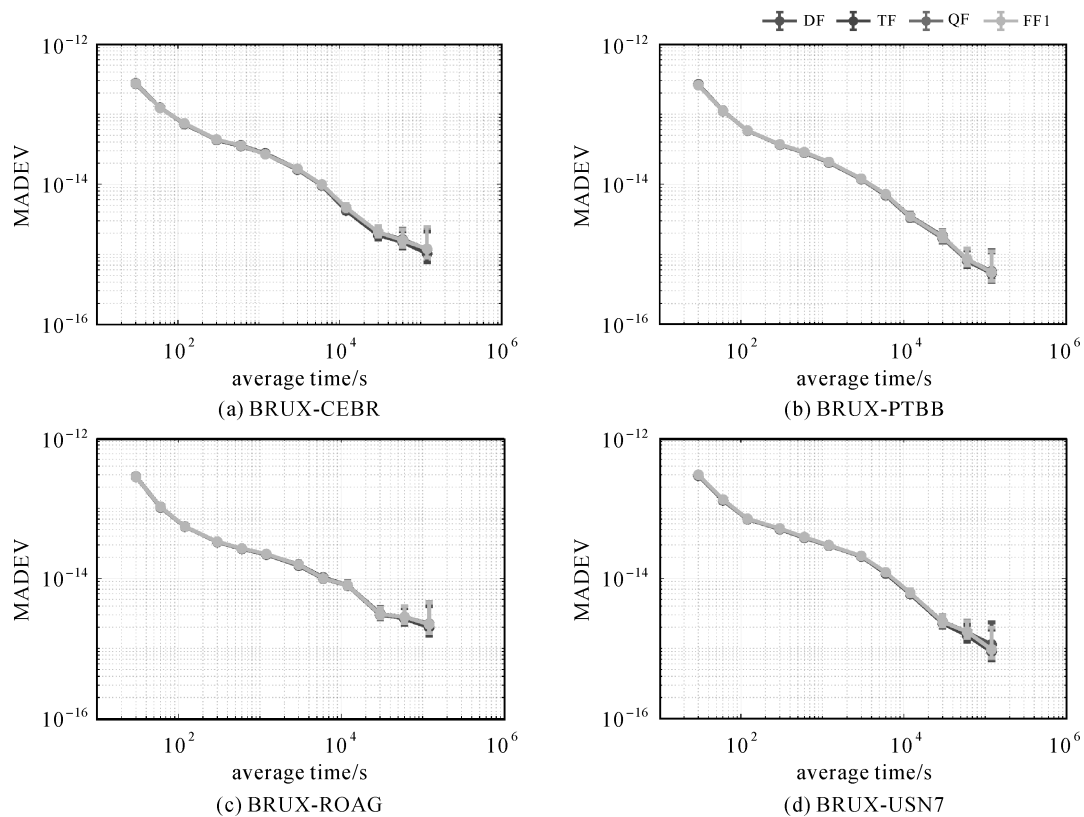 DF TF QF FF1
10^-12
10^-14
10^-16
MADEV
10^2 10^4 10^6
average time/s
(a) BRUX-CEBR
10^-12
10^-14
10^-16
MADEV
10^2 10^4 10^6
average time/s
(b) BRUX-PTBB
10^-12
10^-14
10^-16
MADEV
10^2 10^4 10^6
average time/s
(c) BRUX-ROAG
10^-12
10^-14
10^-16
MADEV
10^2 10^4 10^6
average time/s
(d) BRUX-USN7